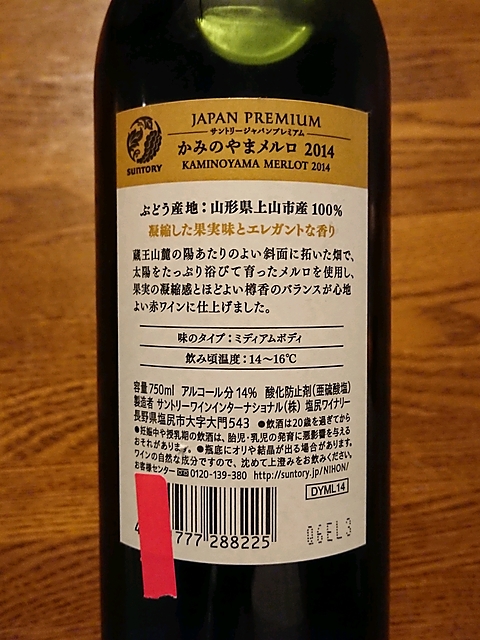 JAPAN PREMIUM
サントリージャパンプレミアム
かみのやまメルロ 2014
KAMINOYAMA MERLOT 2014
SUNTORY
ぶどう産地：山形県上山市産 100%
凝縮した果実味とエレガントな香り
蔵王山麓の陽あたりのよい斜面に拓いた畑で、
太陽をたっぷり浴びて育ったメルロを使用し、
果実の凝縮感とほどよい樽香のバランスが心地
よい赤ワインに仕上げました。
味のタイプ：ミディアムボディ
飲み頃温度：14〜16℃
容量750ml アルコール分14% 酸化防止剤(亜硫酸塩)
製造者 サントリーワインインターナショナル(株) 塩尻ワイナリー
長野県塩尻市大字大門543 ●飲酒は20歳を過ぎてから
●妊娠中や授乳期の飲酒は、胎児・乳児の発育に悪影響を与える
おそれがあります。●瓶底にオリや結晶が出る場合があります。
ワインの自然な成分ですので、沈めて上澄みをお飲みください。
お客様センター 0120-139-380 http://suntory.jp/NIHON/
DYML14
4 777 288225
Q6EL3